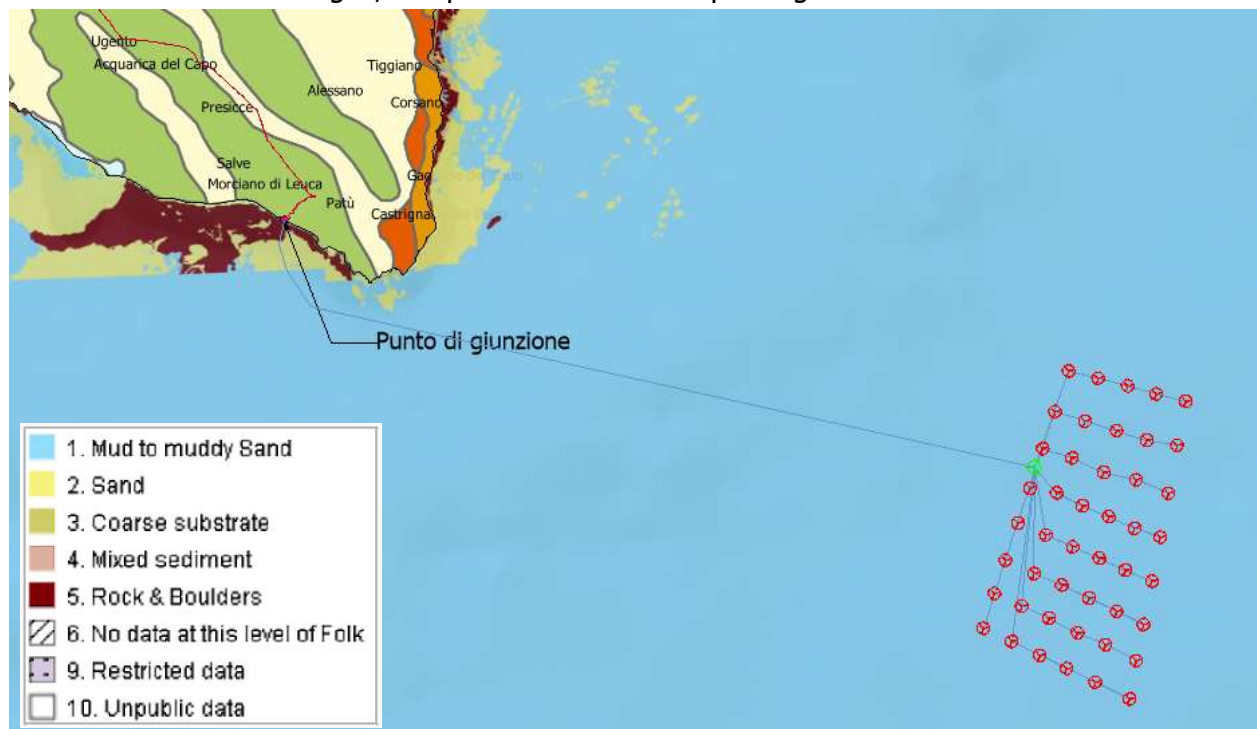 Ugento
Acquarica del Capo
Tiggiano
Alessano
Corsano
Presicce
Salve
Morciano di Leuca
Gag
Patù
Castrigna
Punto di giunzione
1. Mud to muddy Sand
2. Sand
3. Coarse substrate
4. Mixed sediment
5. Rock & Boulders
6. No data at this level of Folk
9. Restricted data
10. Unpublic data